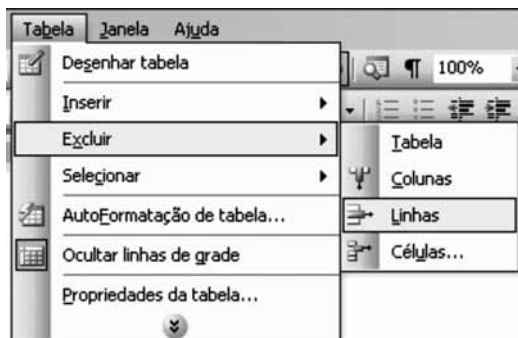 Tabela Janela Ajuda
Desenhar tabela
¶ 100%
Inserir
Excluir
Tabela
Selecionar
Colunas
AutoFormatação de tabela...
Linhas
Ocultar linhas de grade
Células...
Propriedades da tabela...